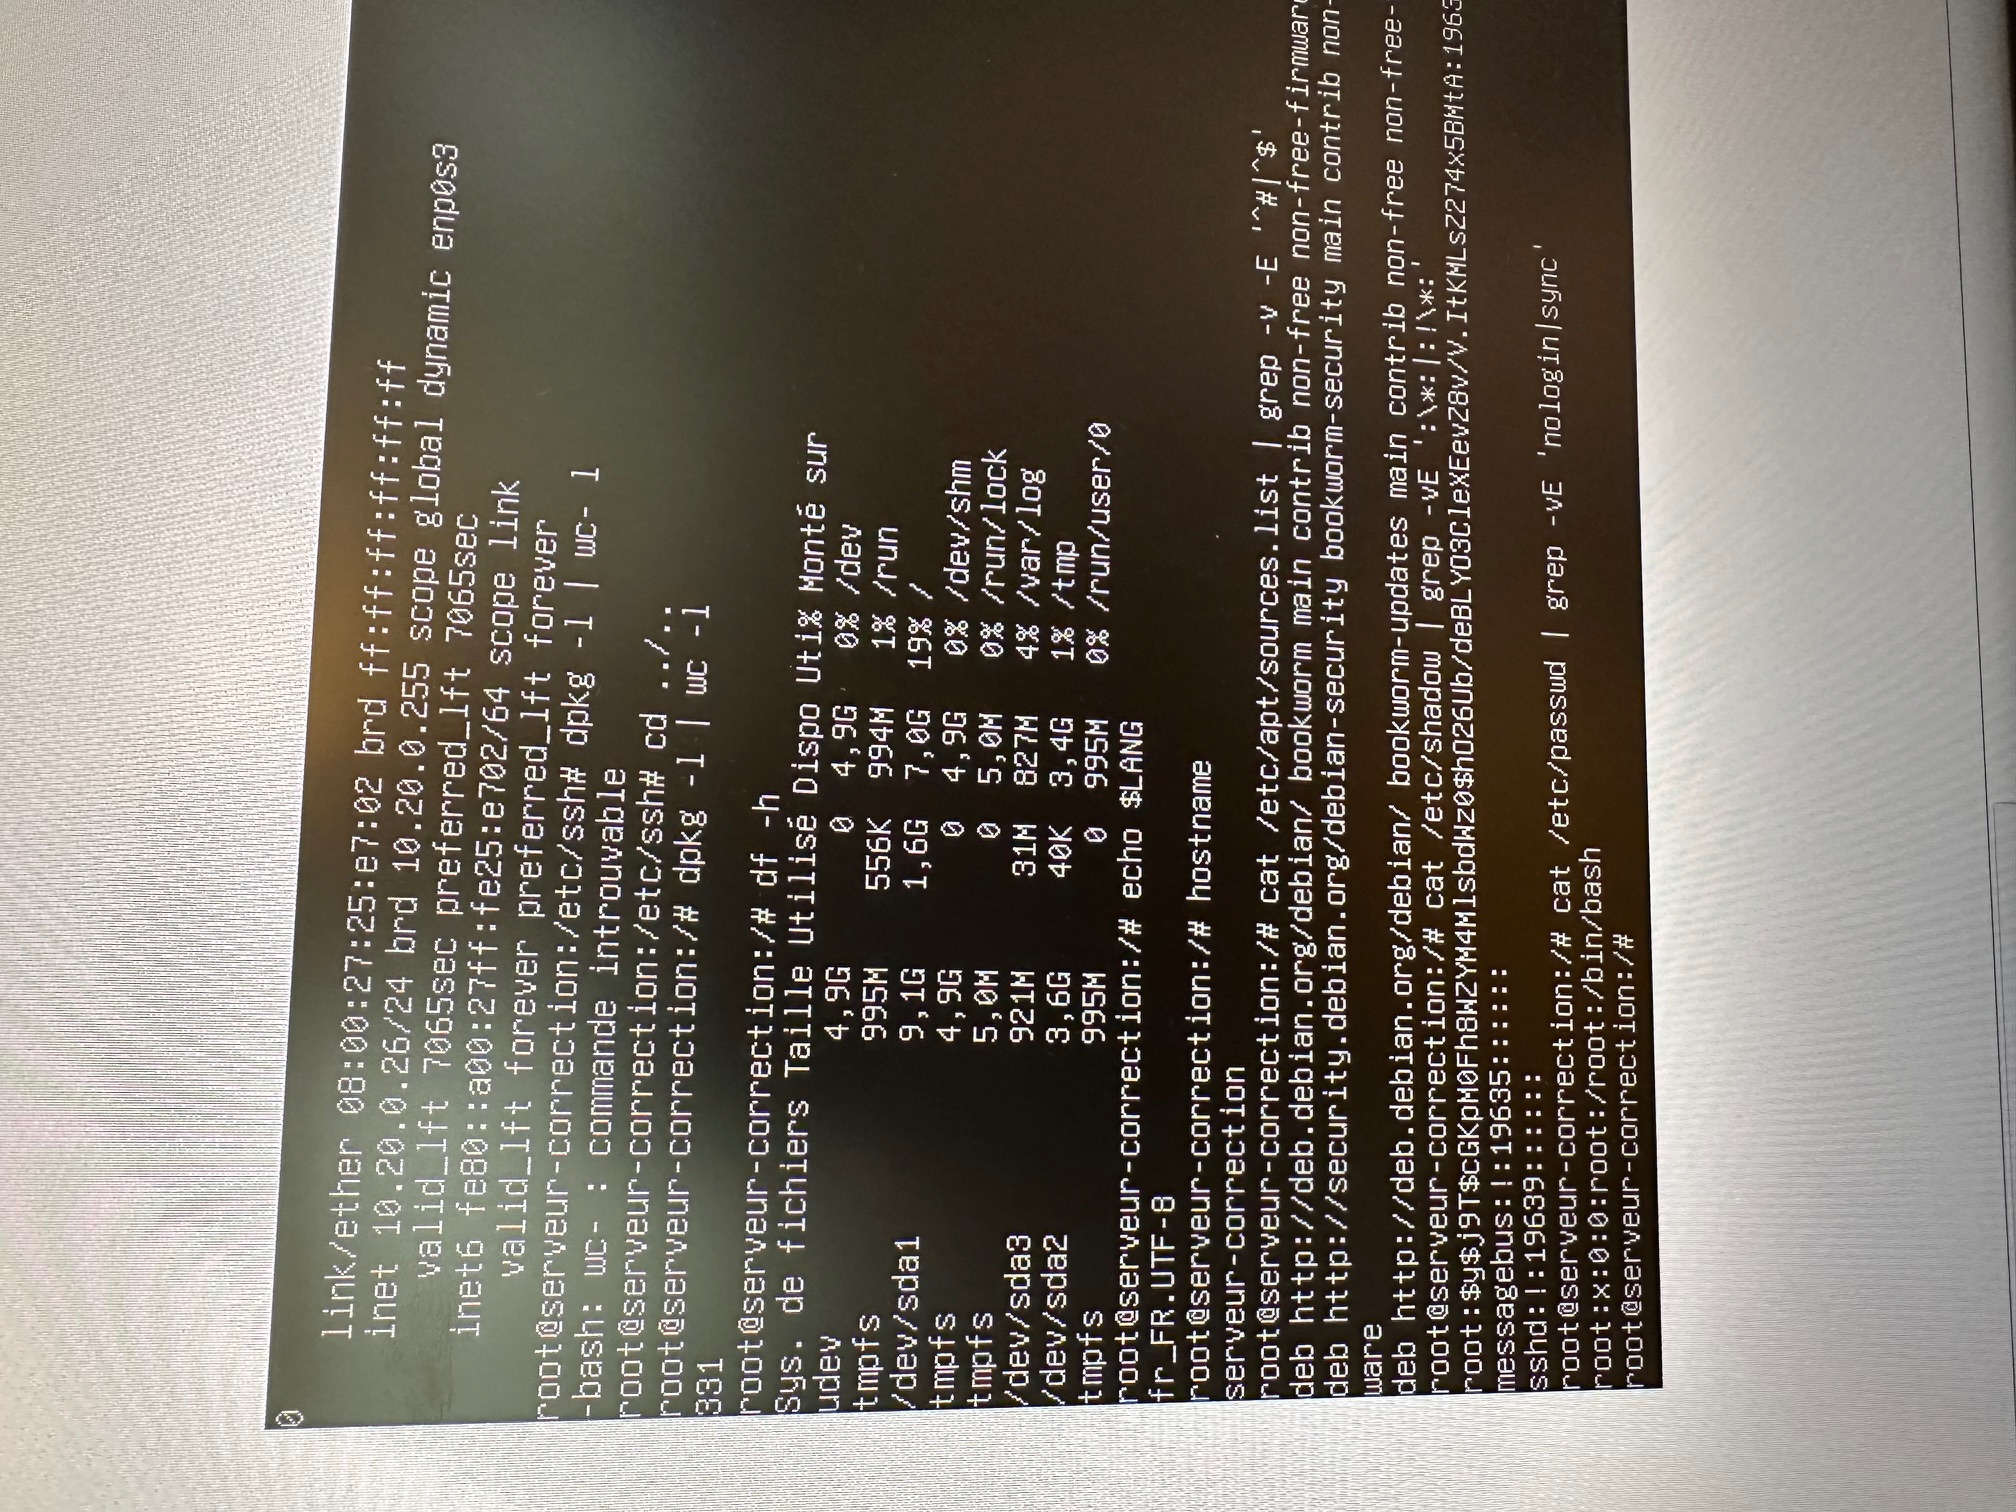 0
link/ether 08:00:27:25:e7:02 brd ff:ff:ff:ff:ff:ff
inet 10.20.0.26/24 brd 10.20.0.255 scope global dynamic enp0s3
valid_lft 7065sec preferred_lft 7065sec
inet6 fe80::a00:27ff:fe25:e702/64 scope link
valid_lft forever preferred_lft forever
root@serveur-correction:/etc/ssh# dpkg -l | wc- l
-bash: wc- : commande introuvable
root@serveur-correction:/etc/ssh# cd ../..
root@serveur-correction:/# dpkg -l | wc -l
331
root@serveur-correction:/# df -h
Sys. de fichiers Taille Utilisé Dispo Uti% Monté sur
udev 4,9G 0 4,9G 0% /dev
tmpfs 995M 556K 994M 1% /run
/dev/sda1 9,1G 1,6G 7,0G 19% /
tmpfs 4,9G 0 4,9G 0% /dev/shm
tmpfs 5,0M 0 5,0M 0% /run/lock
/dev/sda3 921M 31M 827M 4% /var/log
/dev/sda2 3,6G 40K 3,4G 1% /tmp
tmpfs 995M 0 995M 0% /run/user/0
root@serveur-correction:/# echo $LANG
fr_FR.UTF-8
root@serveur-correction:/# hostname
serveur-correction
root@serveur-correction:/# cat /etc/apt/sources.list | grep -v -E '^#|^$'
deb http://deb.debian.org/debian/ bookworm main contrib non-free non-free-firmwar
deb http://security.debian.org/debian-security bookworm-security main contrib non-
ware
deb http://deb.debian.org/debian/ bookworm-updates main contrib non-free non-free-
root@serveur-correction:/# cat /etc/shadow | grep -vE ':\*:|:!\*:'
root:$y$j9T$cGKpM0Fh8WZYM4MlsbdWz0$hO26Ub/deBLYO3CleXEevZ8v/V.ItKMLsZ274x5BMtA:1963
messagebus:!:19635::::::
sshd:!:19639::::::
root@serveur-correction:/# cat /etc/passwd | grep -vE 'nologin|sync'
root:x:0:0:root:/root:/bin/bash
root@serveur-correction:/#